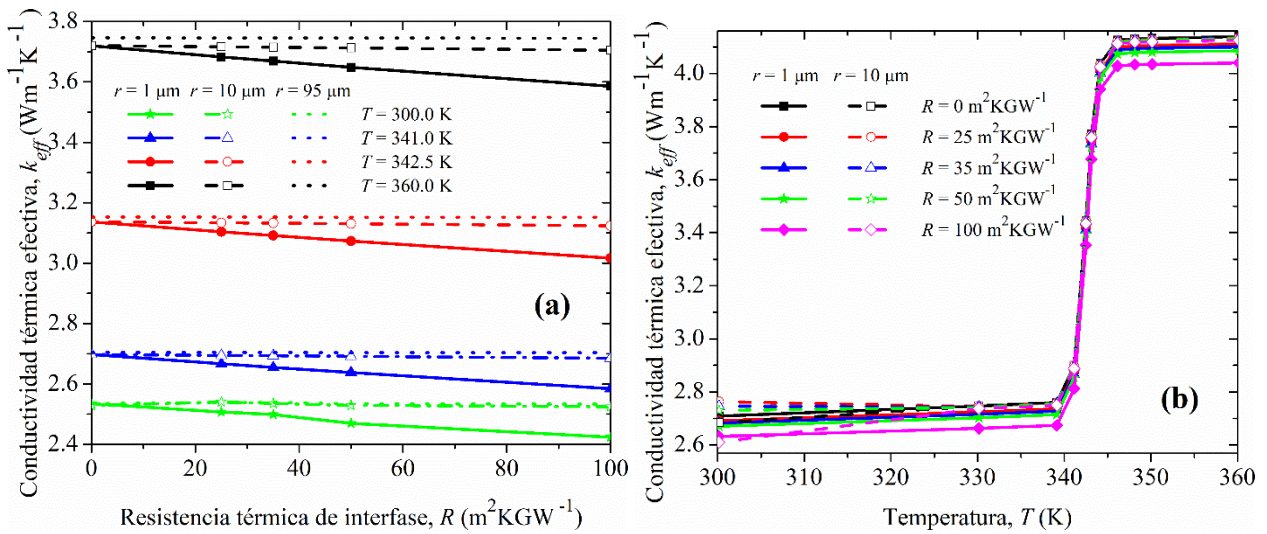 Conductividad térmica efectiva, k_eff (Wm⁻¹K⁻¹)
3.8
3.6
3.4
3.2
3.0
2.8
2.6
2.4
r = 1 µm r = 10 µm r = 95 µm
T = 300.0 K
T = 341.0 K
T = 342.5 K
T = 360.0 K
(a)
0 20 40 60 80 100
Resistencia térmica de interfase, R (m²KGW⁻¹)
b)
Conductividad térmica efectiva, k_eff (Wm⁻¹K⁻¹)
4.0
3.8
3.6
3.4
3.2
3.0
2.8
2.6
r = 1 µm r = 10 µm
R = 0 m²KGW⁻¹
R = 25 m²KGW⁻¹
R = 35 m²KGW⁻¹
R = 50 m²KGW⁻¹
R = 100 m²KGW⁻¹
(b)
300 310 320 330 340 350 360
Temperatura, T (K)